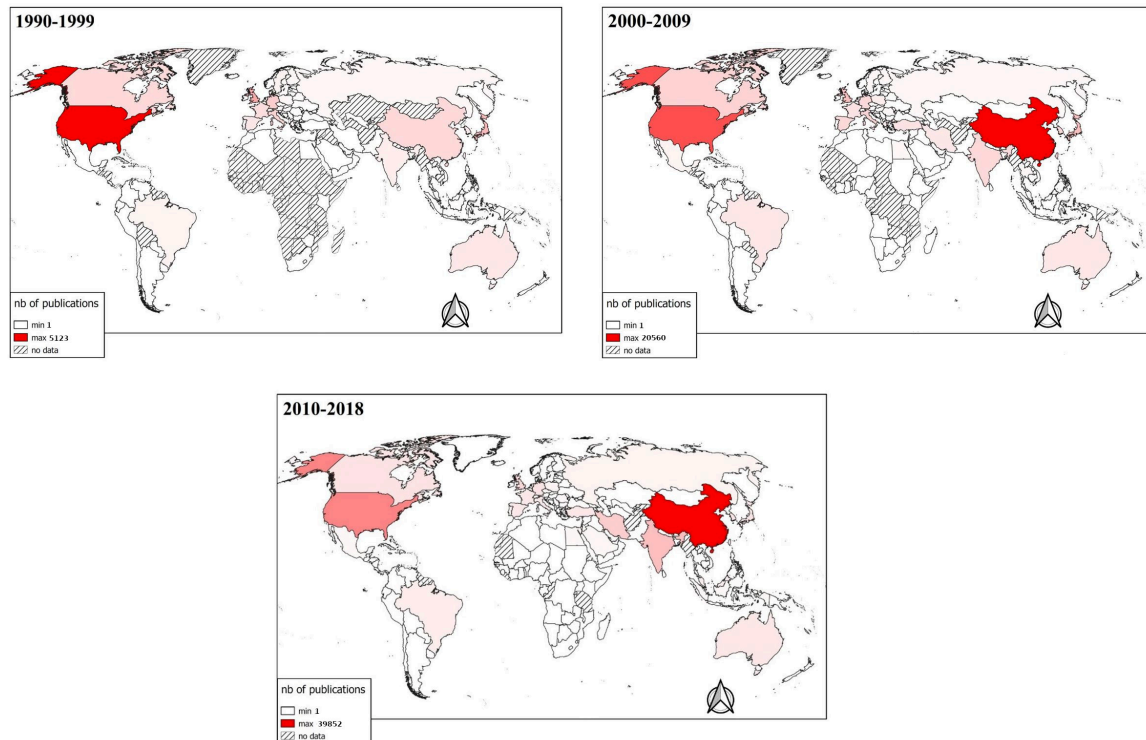 1990-1999
nb of publications
min 1
max 5123
no data
2000-2009
nb of publications
min 1
max 20560
no data
2010-2018
nb of publications
min 1
max 39852
no data